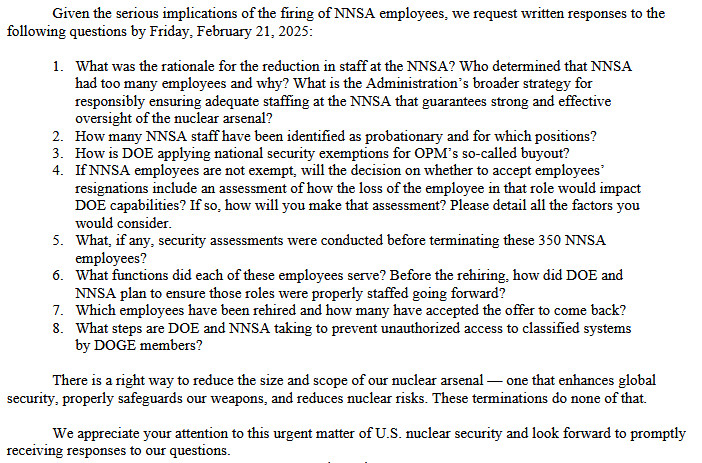 Given the serious implications of the firing of NNSA employees, we request written responses to the
following questions by Friday, February 21, 2025:
1. What was the rationale for the reduction in staff at the NNSA? Who determined that NNSA
had too many employees and why? What is the Administration's broader strategy for
responsibly ensuring adequate staffing at the NNSA that guarantees strong and effective
oversight of the nuclear arsenal?
2. How many NNSA staff have been identified as probationary and for which positions?
3. How is DOE applying national security exemptions for OPM's so-called buyout?
4. If NNSA employees are not exempt, will the decision on whether to accept employees'
resignations include an assessment of how the loss of the employee in that role would impact
DOE capabilities? If so, how will you make that assessment? Please detail all the factors you
would consider.
5. What, if any, security assessments were conducted before terminating these 350 NNSA
employees?
6. What functions did each of these employees serve? Before the rehiring, how did DOE and
NNSA plan to ensure those roles were properly staffed going forward?
7. Which employees have been rehired and how many have accepted the offer to come back?
8. What steps are DOE and NNSA taking to prevent unauthorized access to classified systems
by DOGE members?
There is a right way to reduce the size and scope of our nuclear arsenal — one that enhances global
security, properly safeguards our weapons, and reduces nuclear risks. These terminations do none of that.
We appreciate your attention to this urgent matter of U.S. nuclear security and look forward to promptly
receiving responses to our questions.